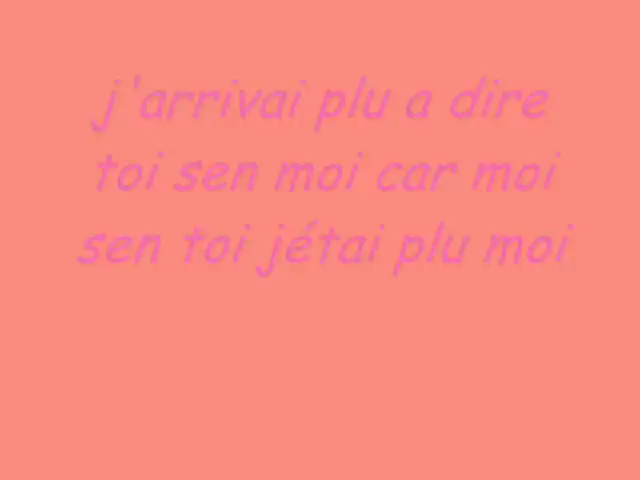 j'arrivai plu a dire
toi sen moi car moi
sen toi jétai plu moi